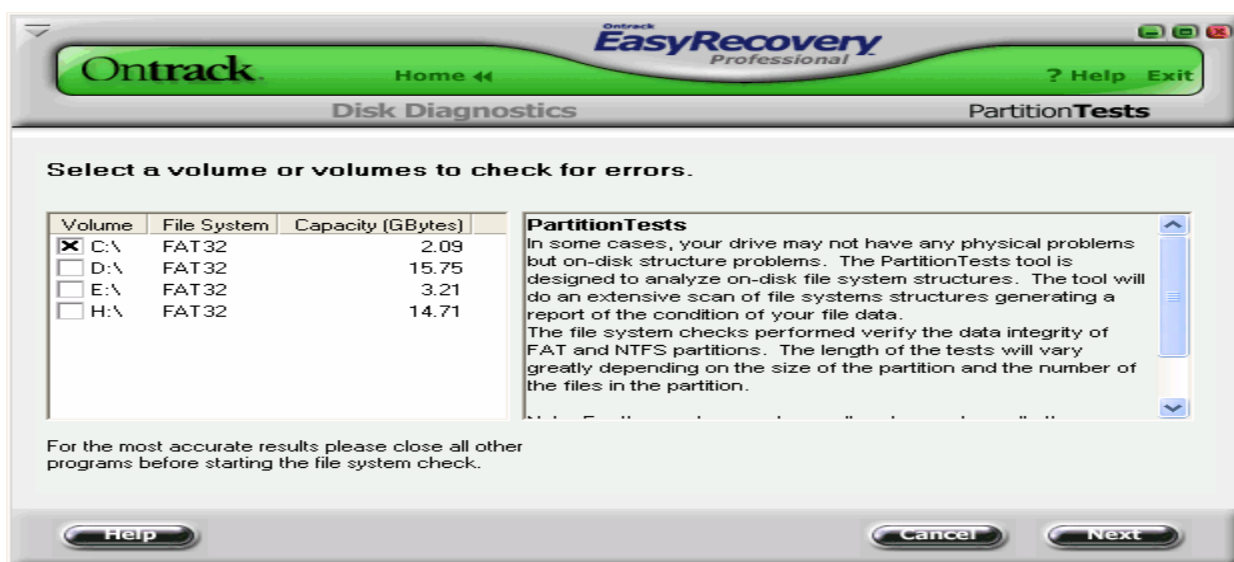 Ontrack
EasyRecovery
Professional
Ontrack.
Home
? Help Exit
Disk Diagnostics
PartitionTests
Select a volume or volumes to check for errors.
Volume File System Capacity (GBytes)
C:\ FAT32 2.09
D:\ FAT32 15.75
E:\ FAT32 3.21
H:\ FAT32 14.71
PartitionTests
In some cases, your drive may not have any physical problems
but on-disk structure problems. The PartitionTests tool is
designed to analyze on-disk file system structures. The tool will
do an extensive scan of file systems structures generating a
report of the condition of your file data.
The file system checks performed verify the data integrity of
FAT and NTFS partitions. The length of the tests will vary
greatly depending on the size of the partition and the number of
the files in the partition.
For the most accurate results please close all other
programs before starting the file system check.
Help
Cancel
Next